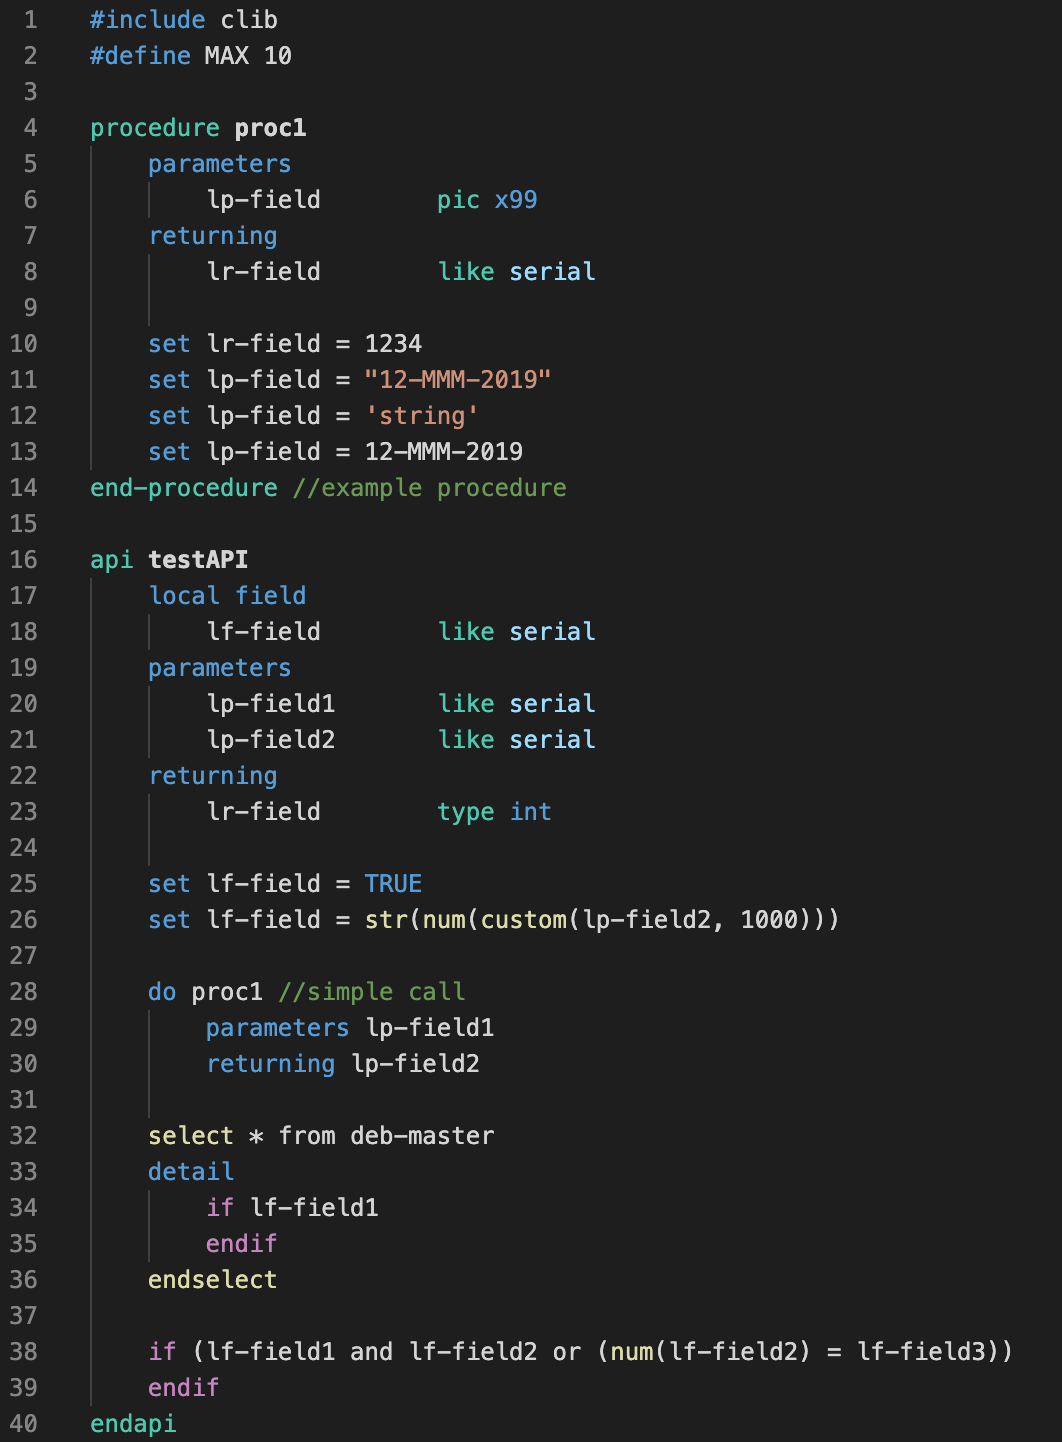 1 #include clib
2 #define MAX 10
3
4 procedure proc1
5 parameters
6 lp-field pic x99
7 returning
8 lr-field like serial
9
10 set lr-field = 1234
11 set lp-field = "12-MMM-2019"
12 set lp-field = 'string'
13 set lp-field = 12-MMM-2019
14 end-procedure //example procedure
15
16 api testAPI
17 local field
18 lf-field like serial
19 parameters
20 lp-field1 like serial
21 lp-field2 like serial
22 returning
23 lr-field type int
24
25 set lf-field = TRUE
26 set lf-field = str(num(custom(lp-field2, 1000)))
27
28 do proc1 //simple call
29 parameters lp-field1
30 returning lp-field2
31
32 select * from deb-master
33 detail
34 if lf-field1
35 endif
36 endselect
37
38 if (lf-field1 and lf-field2 or (num(lf-field2) = lf-field3))
39 endif
40 endapi